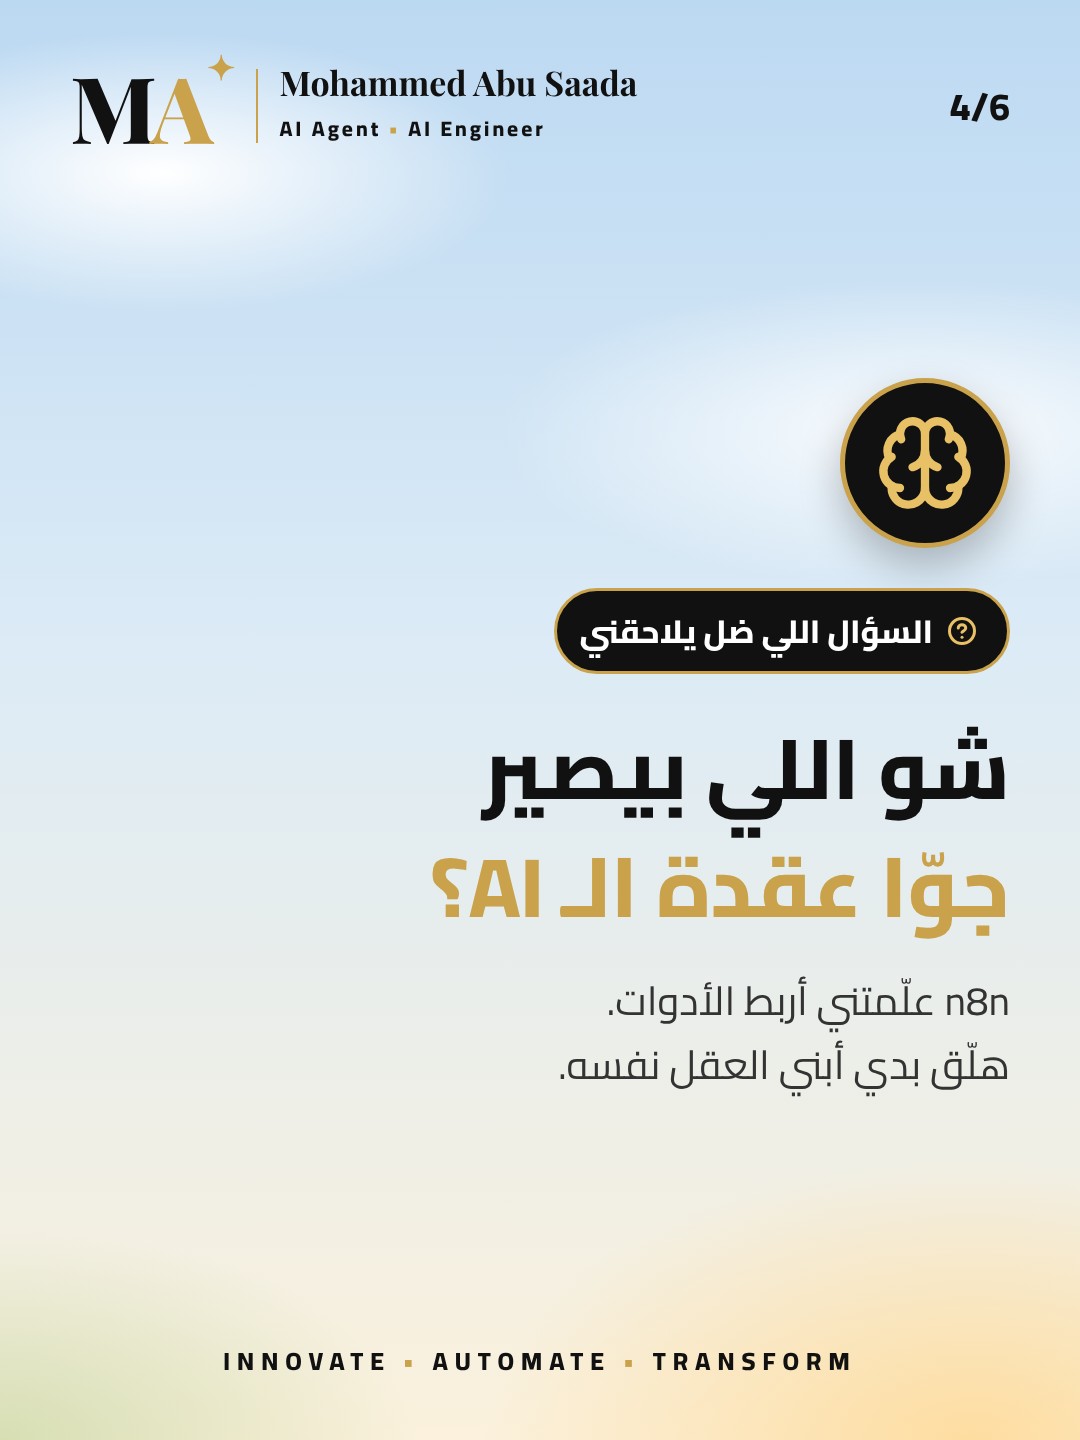 MA
Mohammed Abu Saada
AI Agent ▪ AI Engineer
4/6
السؤال اللي ضل يلاحقني
شو اللي بيصير
جوّا عقدة الـ AI؟
n8n علّمتني أربط الأدوات.
هلّق بدي أبني العقل نفسه.
INNOVATE ▪ AUTOMATE ▪ TRANSFORM